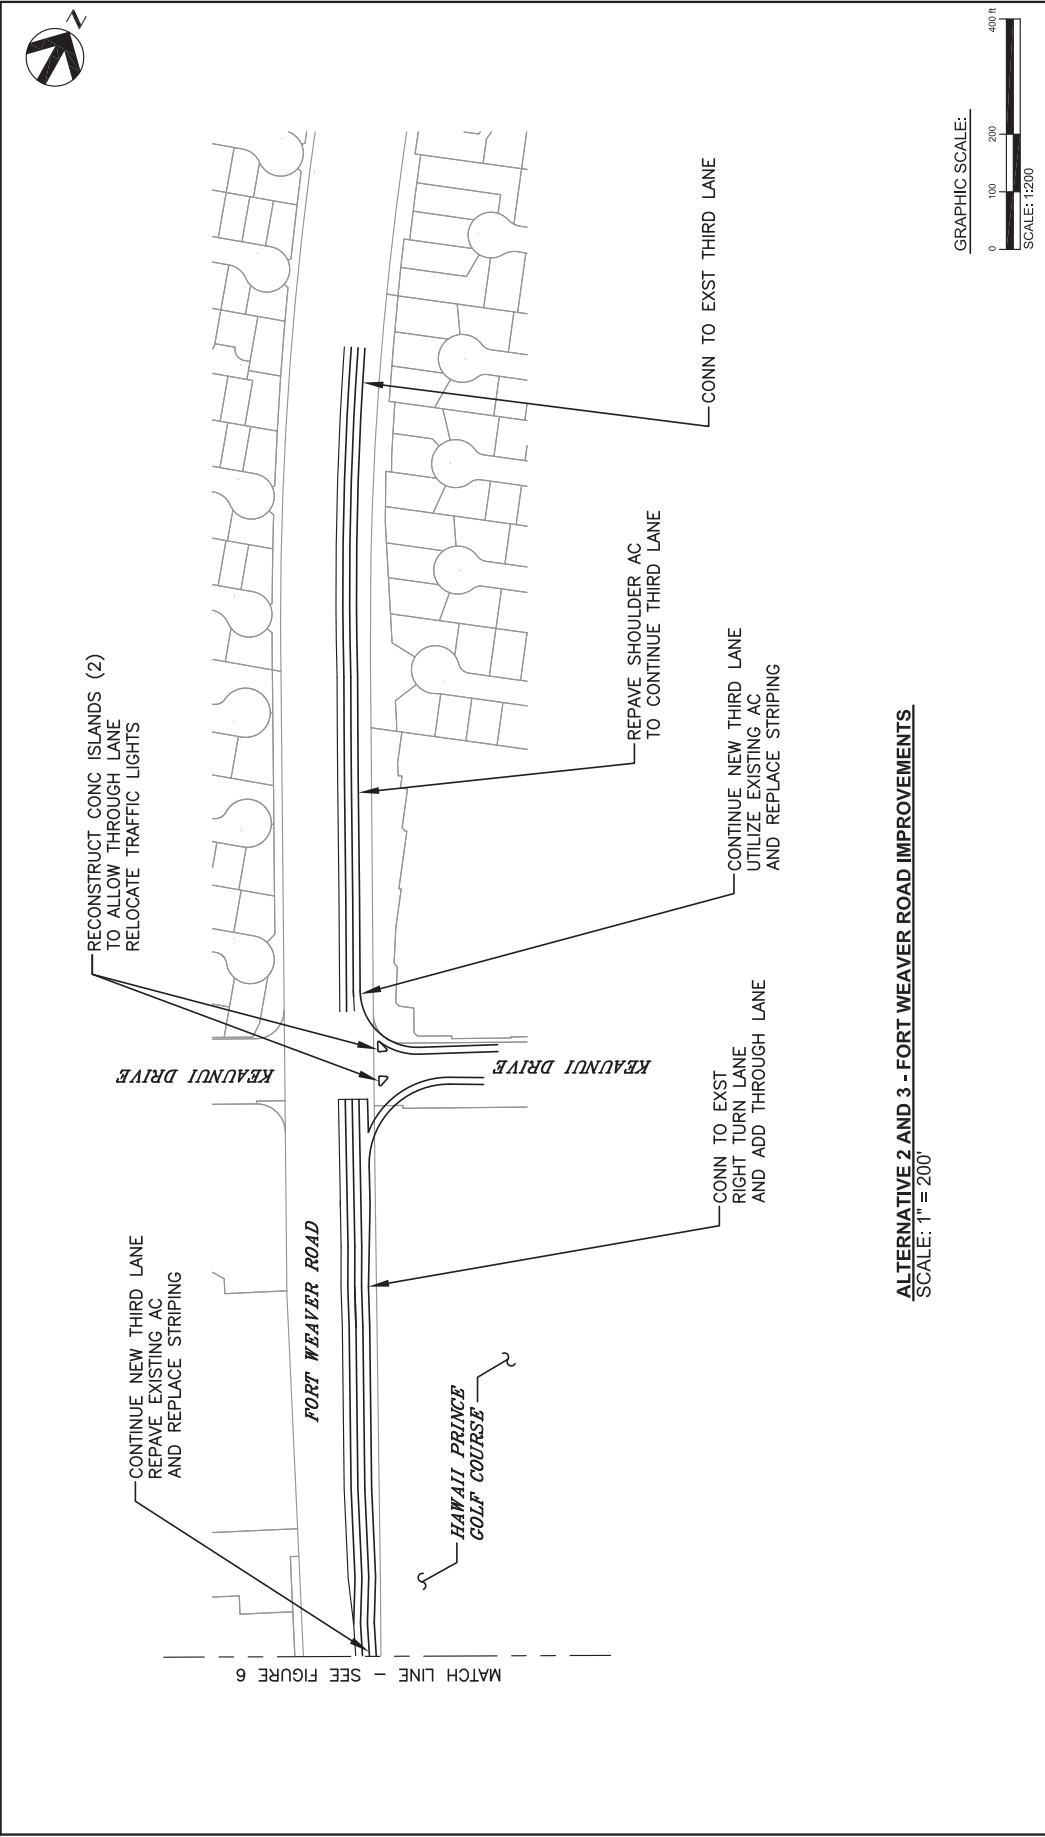 MATCH LINE - SEE FIGURE 6
CONTINUE NEW THIRD LANE
REPAVE EXISTING AC
AND REPLACE STRIPING
FORT WEAVER ROAD
HAWAII PRINCE
GOLF COURSE
RECONSTRUCT CONC ISLANDS (2)
TO ALLOW THROUGH LANE
RELOCATE TRAFFIC LIGHTS
KEAUNUI DRIVE
KEAUNUI DRIVE
CONN TO EXST
RIGHT TURN LANE
AND ADD THROUGH LANE
CONTINUE NEW THIRD LANE
UTILIZE EXISTING AC
AND REPLACE STRIPING
REPAVE SHOULDER AC
TO CONTINUE THIRD LANE
CONN TO EXST THIRD LANE
N
ALTERNATIVE 2 AND 3 - FORT WEAVER ROAD IMPROVEMENTS
SCALE: 1" = 200'
GRAPHIC SCALE:
0 100 200 400 ft
SCALE: 1:200